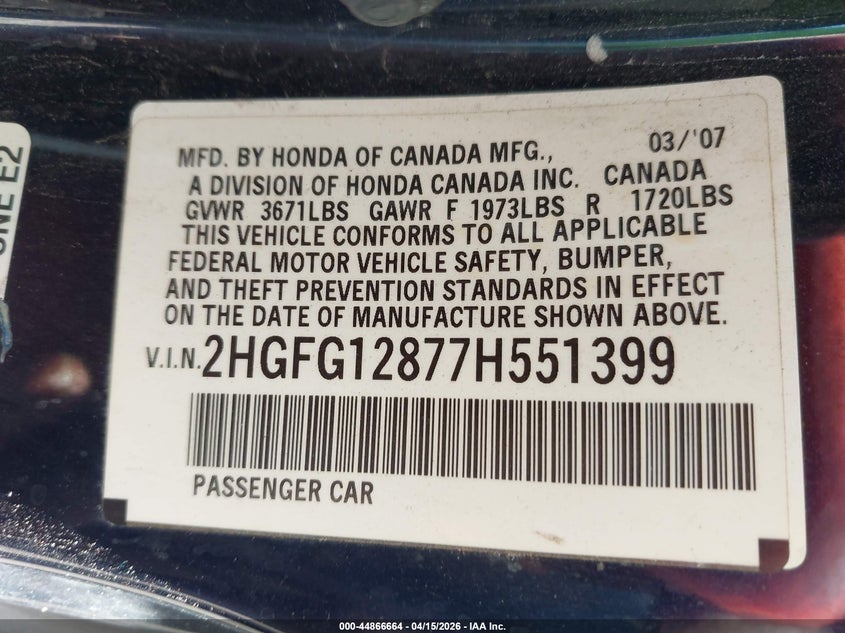 MFD. BY HONDA OF CANADA MFG., 03/'07
A DIVISION OF HONDA CANADA INC. CANADA
GVWR 3671LBS GAWR F 1973LBS R 1720LBS
THIS VEHICLE CONFORMS TO ALL APPLICABLE
FEDERAL MOTOR VEHICLE SAFETY, BUMPER,
AND THEFT PREVENTION STANDARDS IN EFFECT
ON THE DATE OF MANUFACTURE SHOWN ABOVE.
V.I.N. 2HGFG12877H551399
PASSENGER CAR
E2
000-44866664 - 04/15/2026 - IAA Inc.